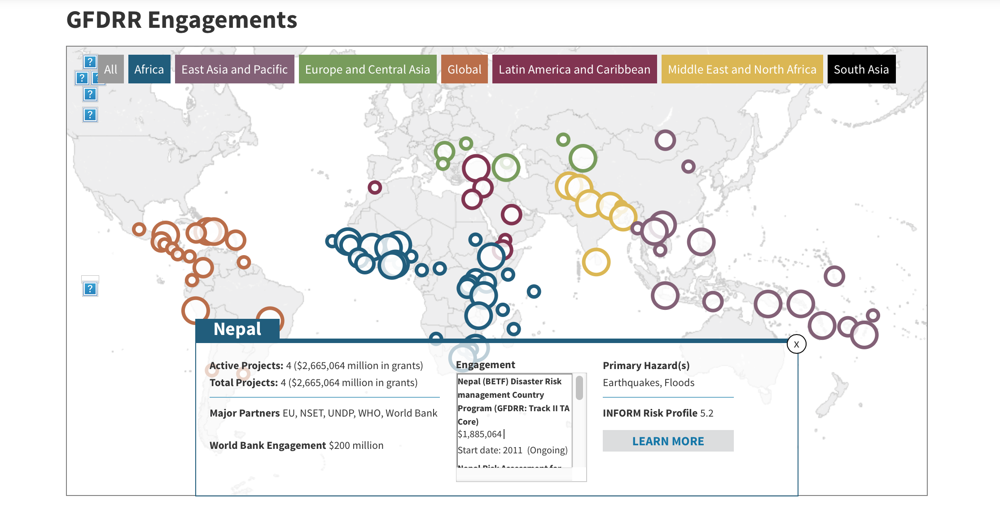 GFDRR Engagements
All
Africa
East Asia and Pacific
Europe and Central Asia
Global
Latin America and Caribbean
Middle East and North Africa
South Asia
Nepal
X
Active Projects: 4 ($2,665,064 million in grants)
Total Projects: 4 ($2,665,064 million in grants)
Major Partners EU, NSET, UNDP, WHO, World Bank
World Bank Engagement $200 million
Engagement
Nepal (BETF) Disaster Risk
management Country
Program (GFDRR: Track II TA
Core)
$1,885,064|
Start date: 2011 (Ongoing)
Nepal Risk Assessment for
Primary Hazard(s)
Earthquakes, Floods
INFORM Risk Profile 5.2
LEARN MORE